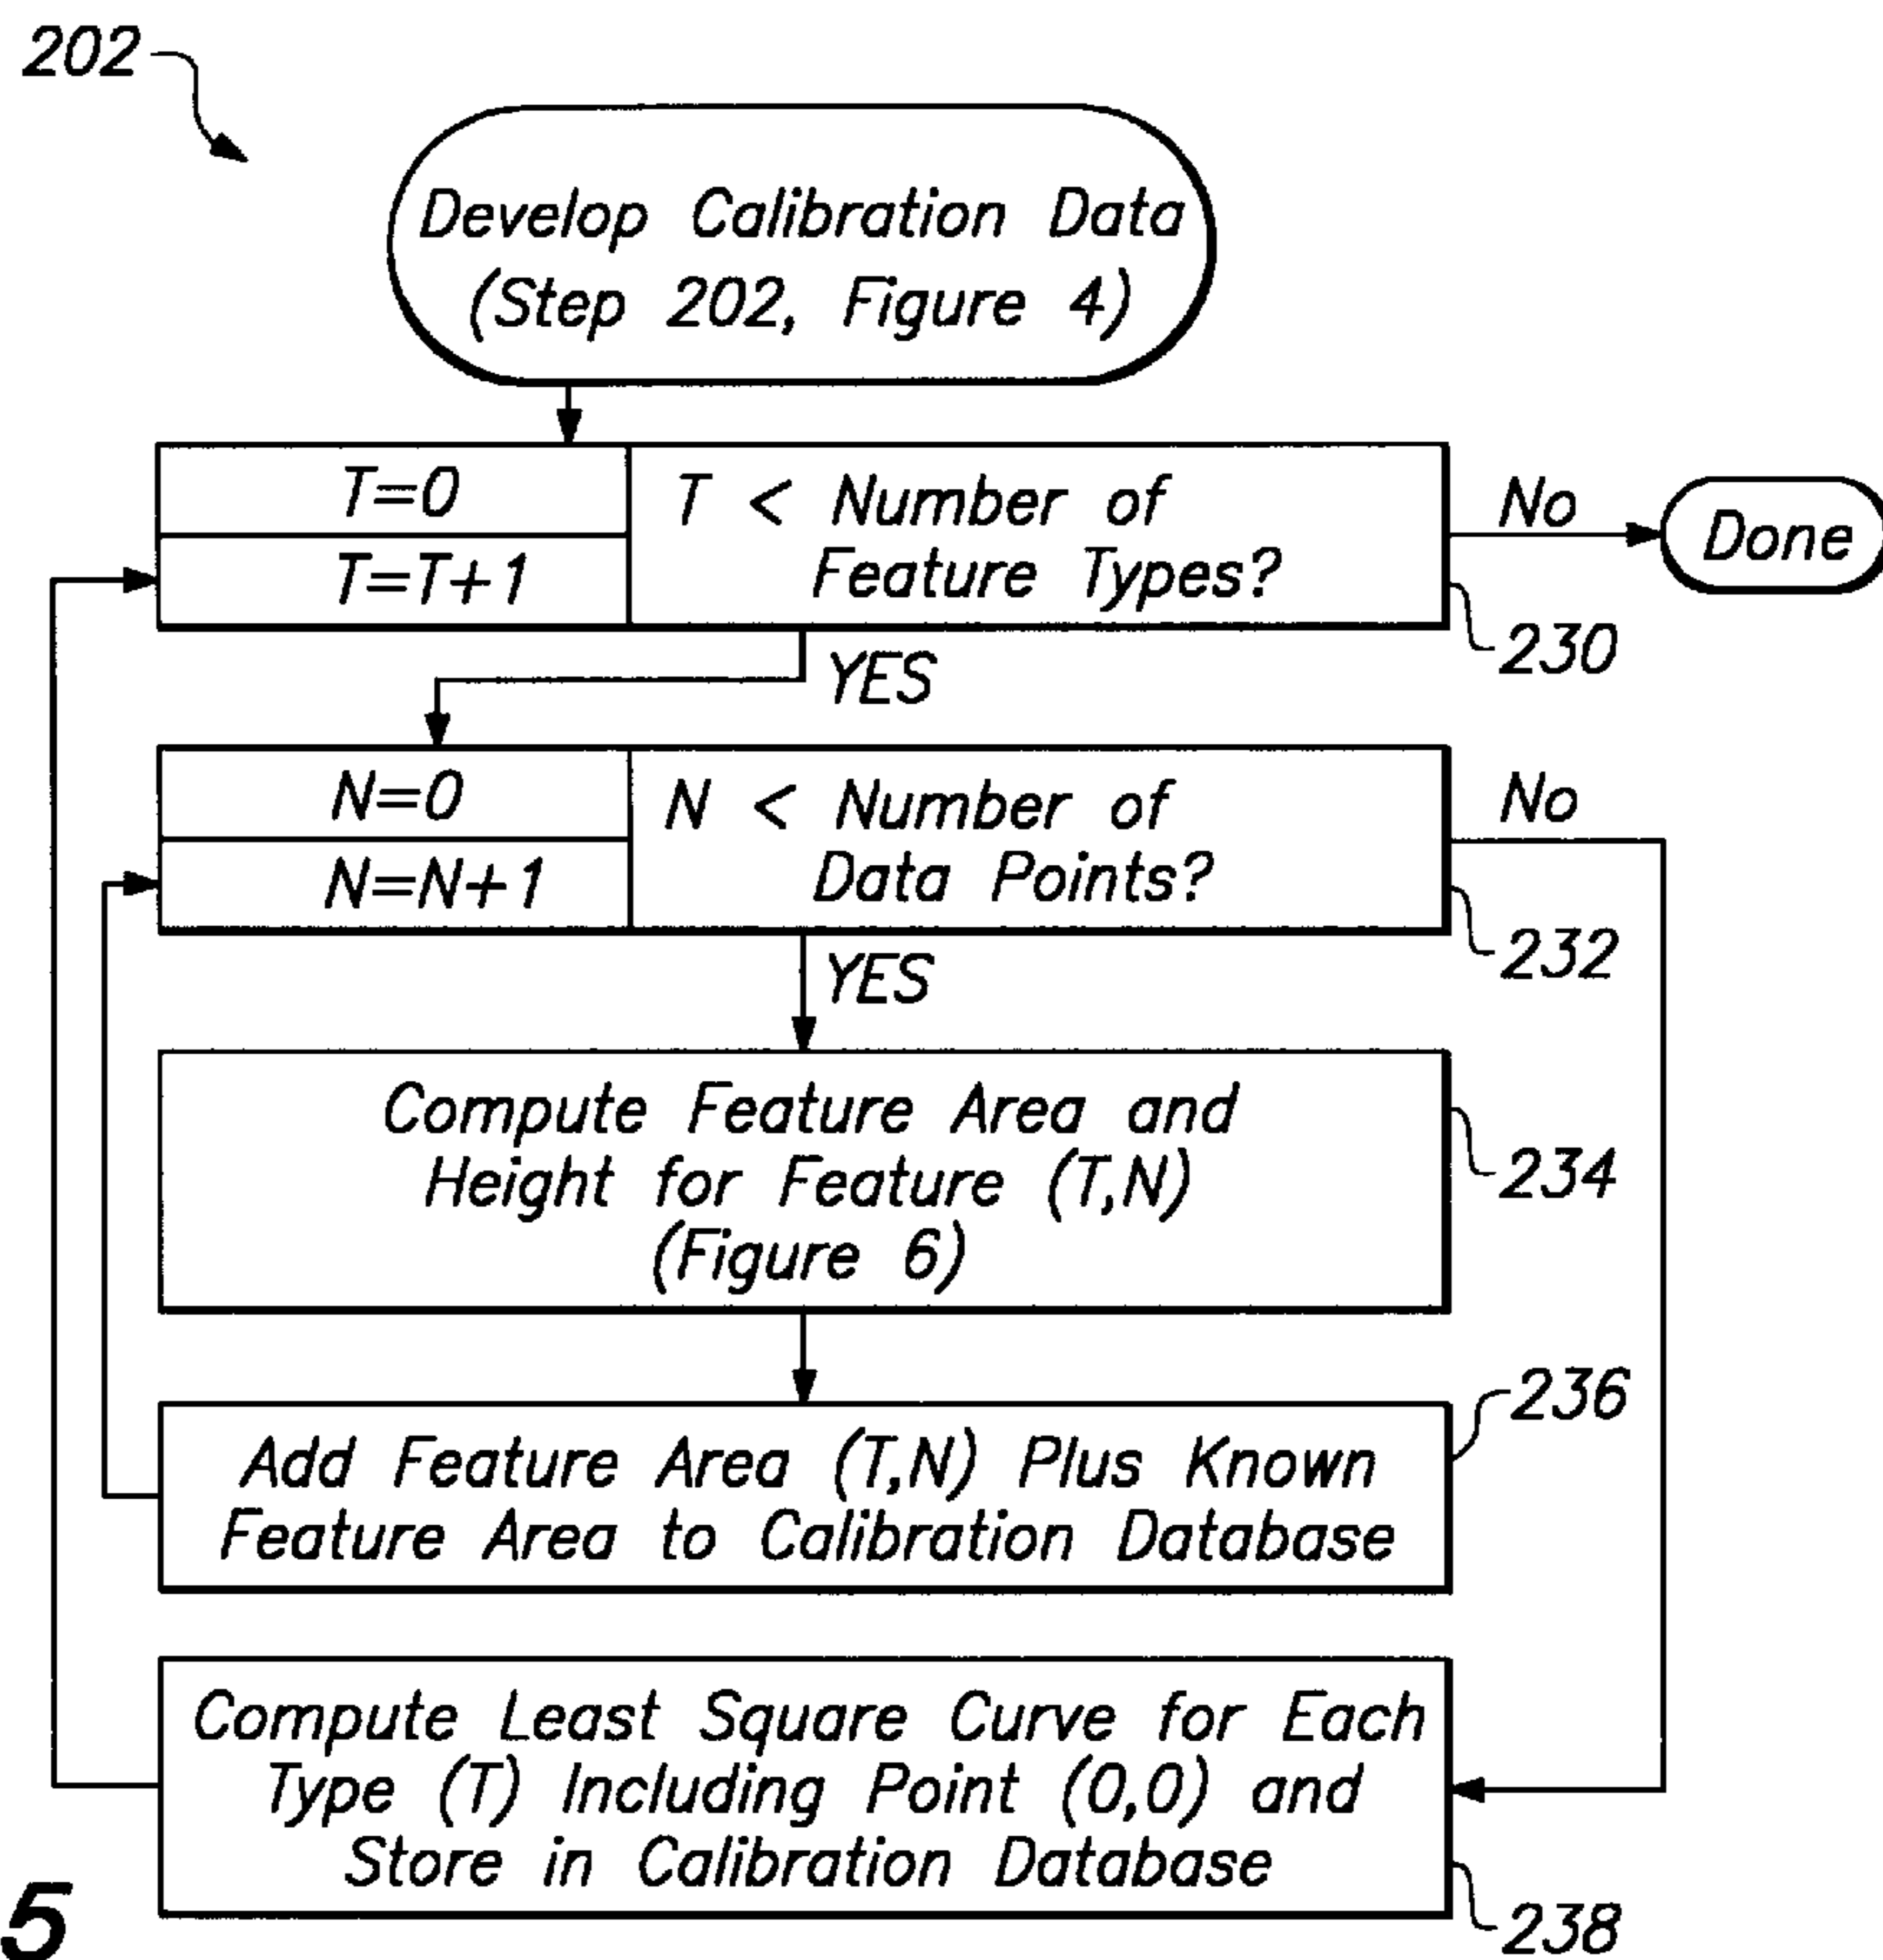 202
Develop Calibration Data
(Step 202, Figure 4)
T=0
T=T+1
T < Number of
Feature Types?
No
Done
230
YES
N=0
N=N+1
N < Number of
Data Points?
No
232
YES
Compute Feature Area and
Height for Feature (T,N)
(Figure 6)
234
236
Add Feature Area (T,N) Plus Known
Feature Area to Calibration Database
Compute Least Square Curve for Each
Type (T) Including Point (0,0) and
Store in Calibration Database
238
5